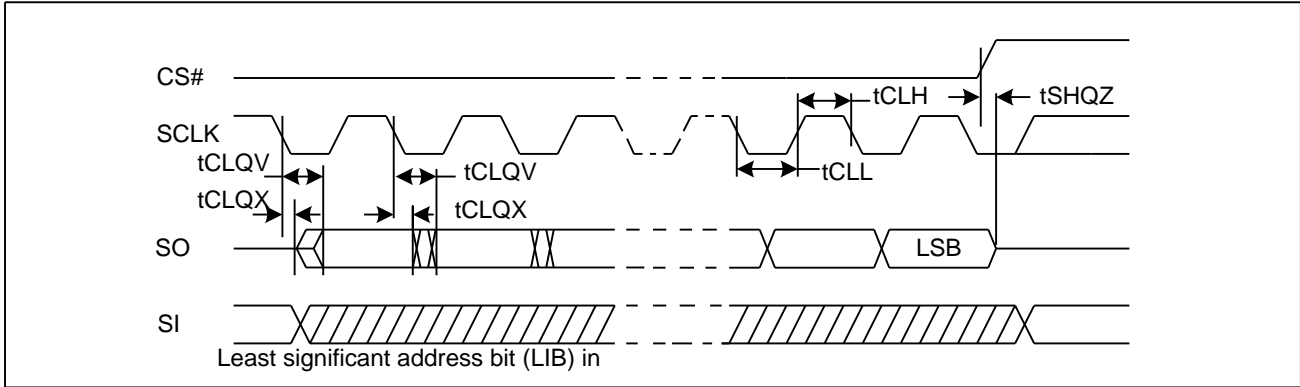 CS#
tCLH
tSHQZ
SCLK
tCLQV
tCLQV
tCLL
tCLQX
tCLQX
SO
LSB
SI
Least significant address bit (LIB) in